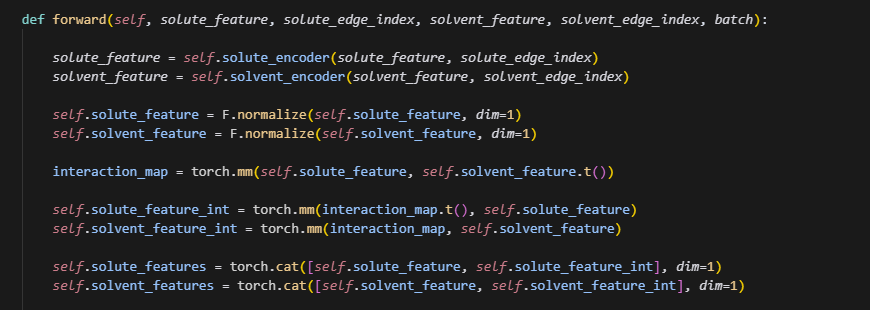 def forward(self, solute_feature, solute_edge_index, solvent_feature, solvent_edge_index, batch):
solute_feature = self.solute_encoder(solute_feature, solute_edge_index)
solvent_feature = self.solvent_encoder(solvent_feature, solvent_edge_index)
self.solute_feature = F.normalize(self.solute_feature, dim=1)
self.solvent_feature = F.normalize(self.solvent_feature, dim=1)
interaction_map = torch.mm(self.solute_feature, self.solvent_feature.t())
self.solute_feature_int = torch.mm(interaction_map.t(), self.solute_feature)
self.solvent_feature_int = torch.mm(interaction_map, self.solvent_feature)
self.solute_features = torch.cat([self.solute_feature, self.solute_feature_int], dim=1)
self.solvent_features = torch.cat([self.solvent_feature, self.solvent_feature_int], dim=1)